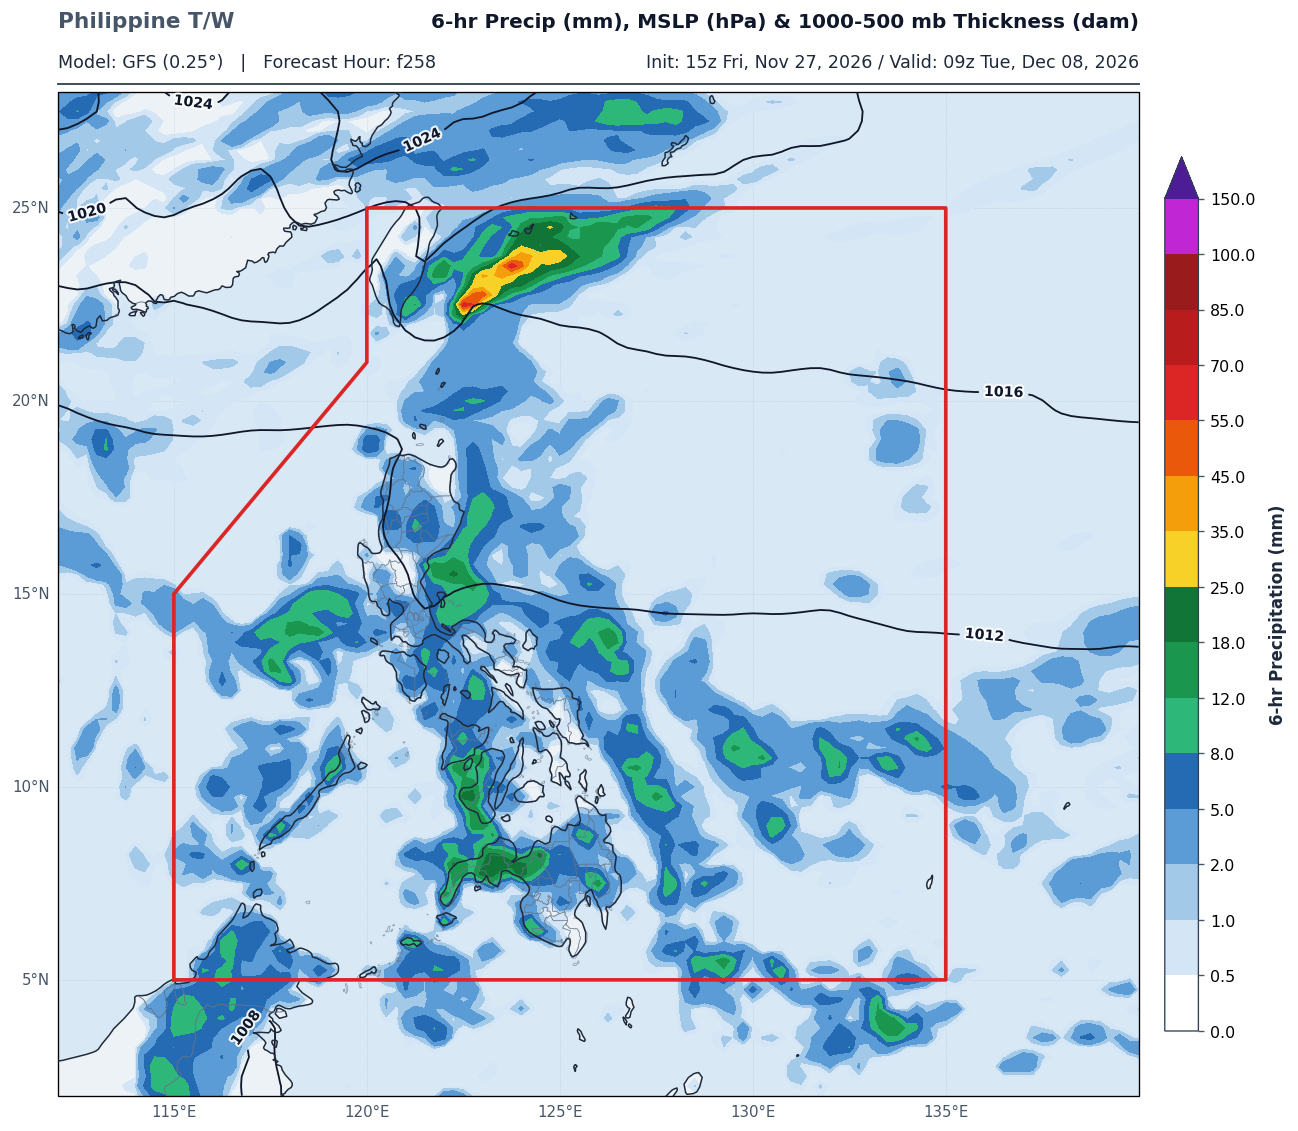 Philippine T/W
6-hr Precip (mm), MSLP (hPa) & 1000-500 mb Thickness (dam)
Model: GFS (0.25°) | Forecast Hour: f258
Init: 15z Fri, Nov 27, 2026 / Valid: 09z Tue, Dec 08, 2026
1024
1024
1020
1016
1012
1008
25°N
20°N
15°N
10°N
5°N
115°E
120°E
125°E
130°E
135°E
150.0
100.0
85.0
70.0
55.0
45.0
35.0
25.0
18.0
12.0
8.0
5.0
2.0
1.0
0.5
0.0
6-hr Precipitation (mm)